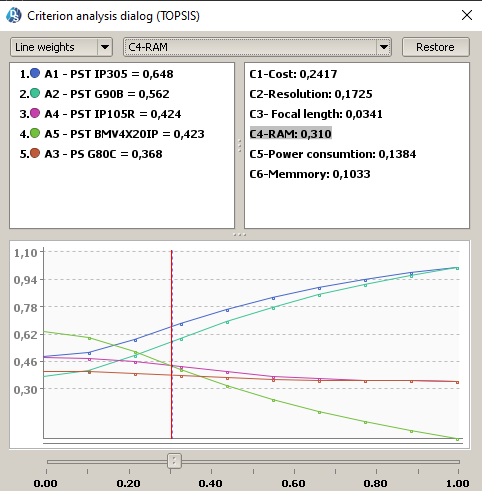 Criterion analysis dialog (TOPSIS)
Line weights
C4-RAM
Restore
1. A1 - PST IP305 = 0,648
2. A2 - PST G90B = 0,562
3. A4 - PST IP105R = 0,424
4. A5 - PST BMV4X20IP = 0,423
5. A3 - PS G80C = 0,368
C1-Cost: 0,2417
C2-Resolution: 0,1725
C3- Focal length: 0,0341
C4-RAM: 0,310
C5-Power consumtion: 0,1384
C6-Memmory: 0,1033
1,10
0,94
0,78
0,62
0,46
0,30
0.00 0.20 0.40 0.60 0.80 1.00